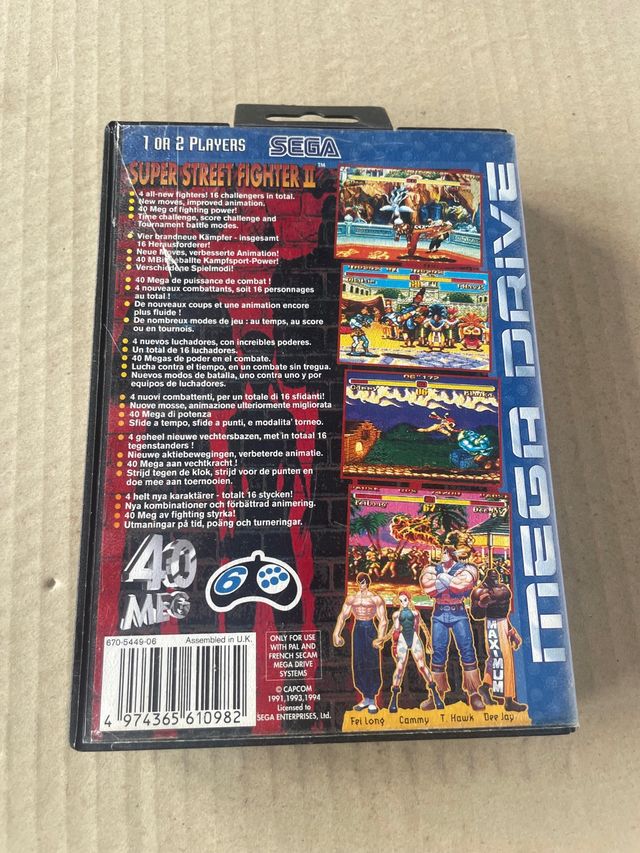 1 OR 2 PLAYERS SEGA
SUPER STREET FIGHTER II™
4 all-new fighters! 16 challengers in total.
New moves, improved animation.
40 Meg of fighting power!
Time challenge, score challenge and
Tournament battle modes.
Vier brandneue Kämpfer - insgesamt
16 Herausforderer!
Neue Moves, verbesserte Animation!
40 MBit geballte Kampfsport-Power!
Verschiedene Spielmodi!
40 Mega de puissance de combat !
4 nouveaux combattants, soit 16 personnages
au total !
De nouveaux coups et une animation encore
plus fluide !
De nombreux modes de jeu : au temps, au score
ou en tournois.
4 nuevos luchadores, con increibles poderes.
Un total de 16 luchadores.
40 Megas de poder en el combate.
Lucha contra el tiempo, en un combate sin tregua.
Nuevos modos de batalla, uno contra uno y por
equipos de luchadores.
4 nuovi combattenti, per un totale di 16 sfidanti!
Nuove mosse, animazione ulteriormente migliorata
40 Mega di potenza
Sfide a tempo, sfide a punti, e modalita' torneo.
4 geheel nieuwe vechtersbazen, met in totaal 16
tegenstanders !
Nieuwe aktiebewegingen, verbeterde animatie.
40 Mega aan vechtkracht !
Strijd tegen de klok, strijd voor de punten en
doe mee aan toernooien.
4 helt nya karaktärer - totalt 16 stycken!
Nya kombinationer och förbättrad animering.
40 Meg av fighting styrka!
Utmaningar på tid, poäng och turneringar.
40
MEG
6
670-5449-06 Assembled in U.K.
4 974365 610982
ONLY FOR USE
WITH PAL AND
FRENCH SECAM
MEGA DRIVE
SYSTEMS
© CAPCOM
1991,1993,1994
Licensed to
SEGA ENTERPRISES, Ltd.
MAXIMUM
Fei Long Cammy T. Hawk Dee Jay
MEGA DRIVE